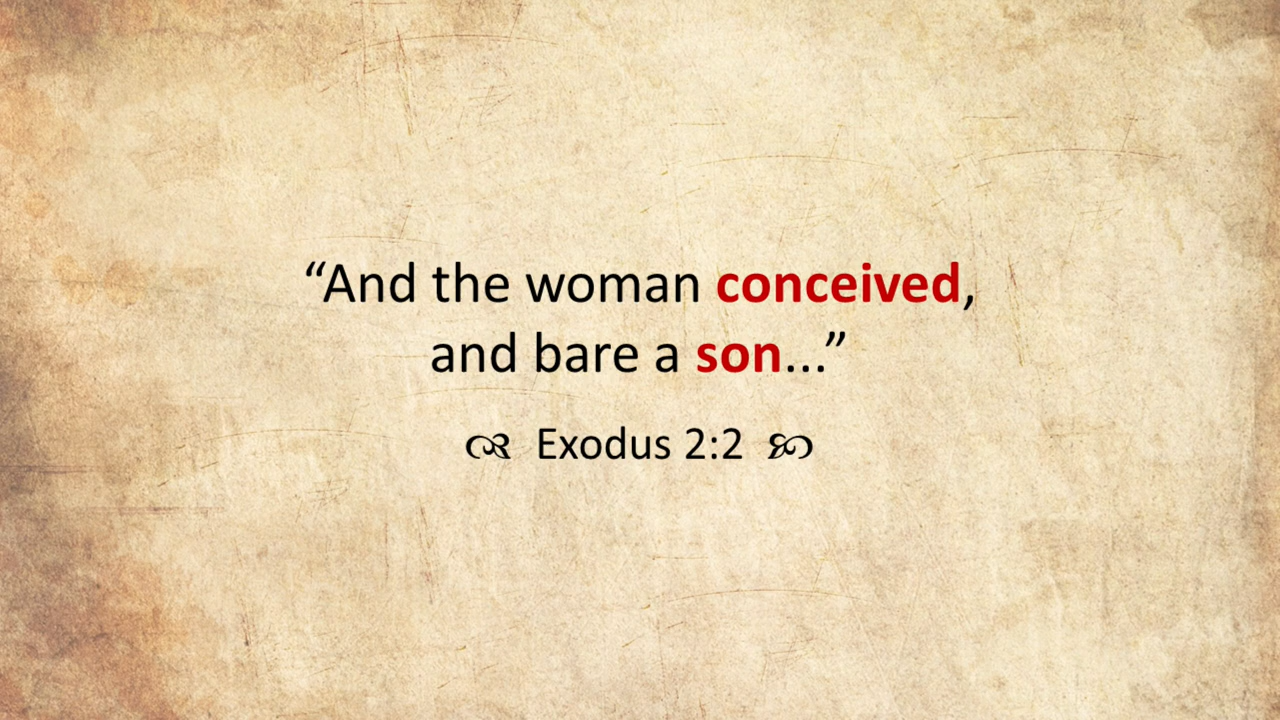 “And the woman conceived,
and bare a son...”
Exodus 2:2